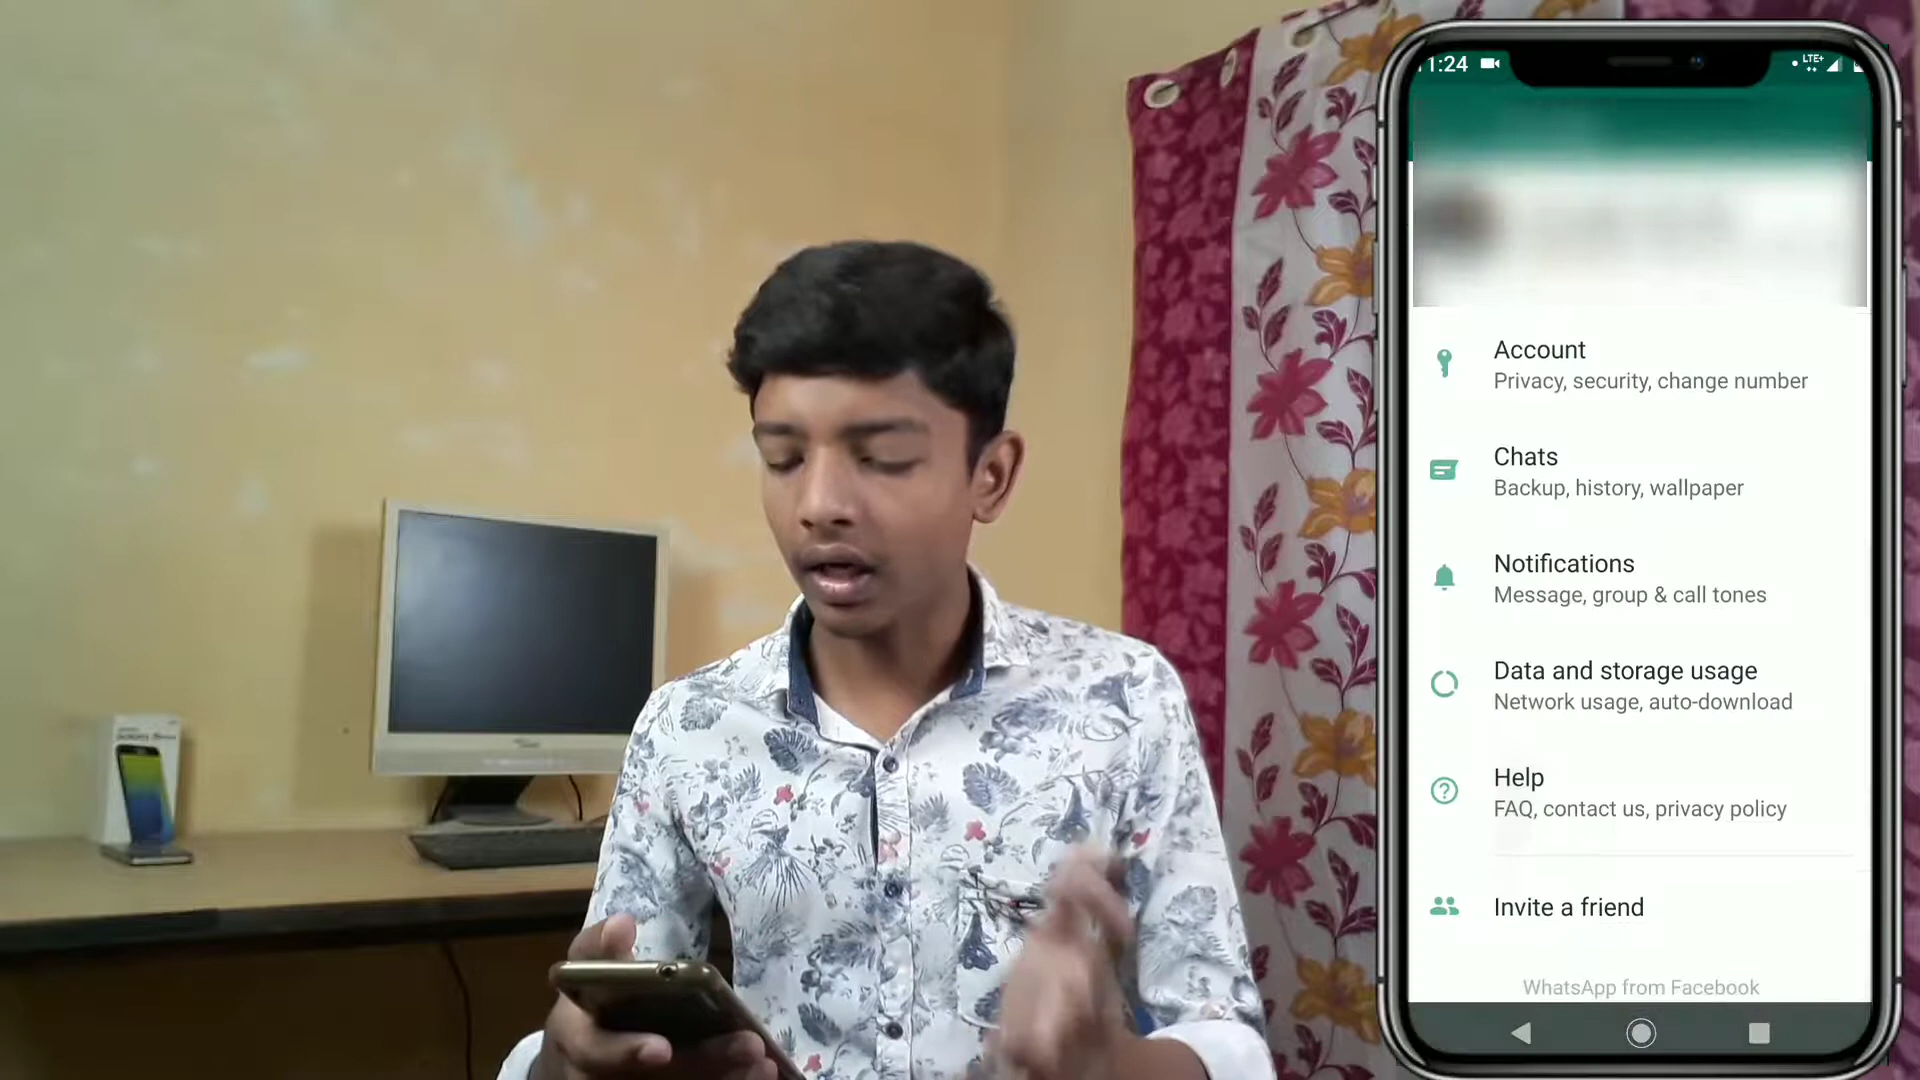 1:24
LTE+
Account
Privacy, security, change number
Chats
Backup, history, wallpaper
Notifications
Message, group & call tones
Data and storage usage
Network usage, auto-download
Help
FAQ, contact us, privacy policy
Invite a friend
WhatsApp from Facebook